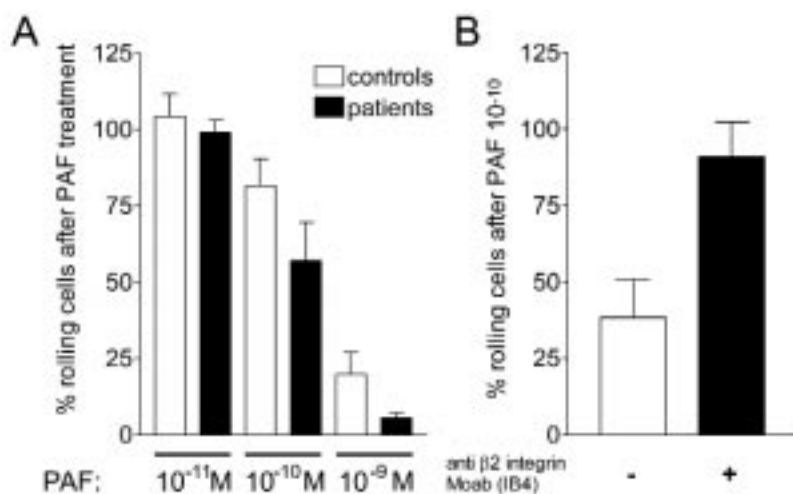 A
% rolling cells after PAF treatment
125
100
75
50
25
0
controls
patients
PAF: 10⁻¹¹M 10⁻¹⁰M 10⁻⁹ M
B
% rolling cells after PAF 10⁻¹⁰
125
100
75
50
25
0
anti β2 integrin
Moab (IB4) - +